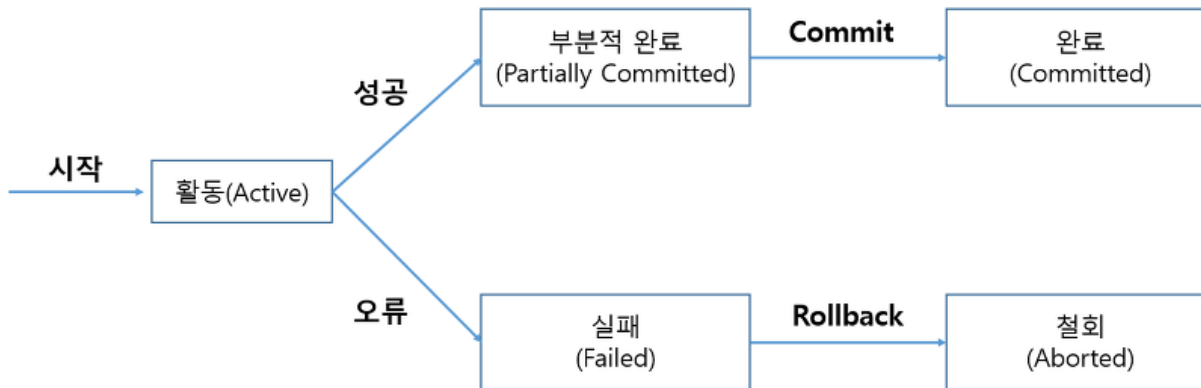 시작
활동(Active)
성공
부분적 완료
(Partially Committed)
Commit
완료
(Committed)
오류
실패
(Failed)
Rollback
철회
(Aborted)